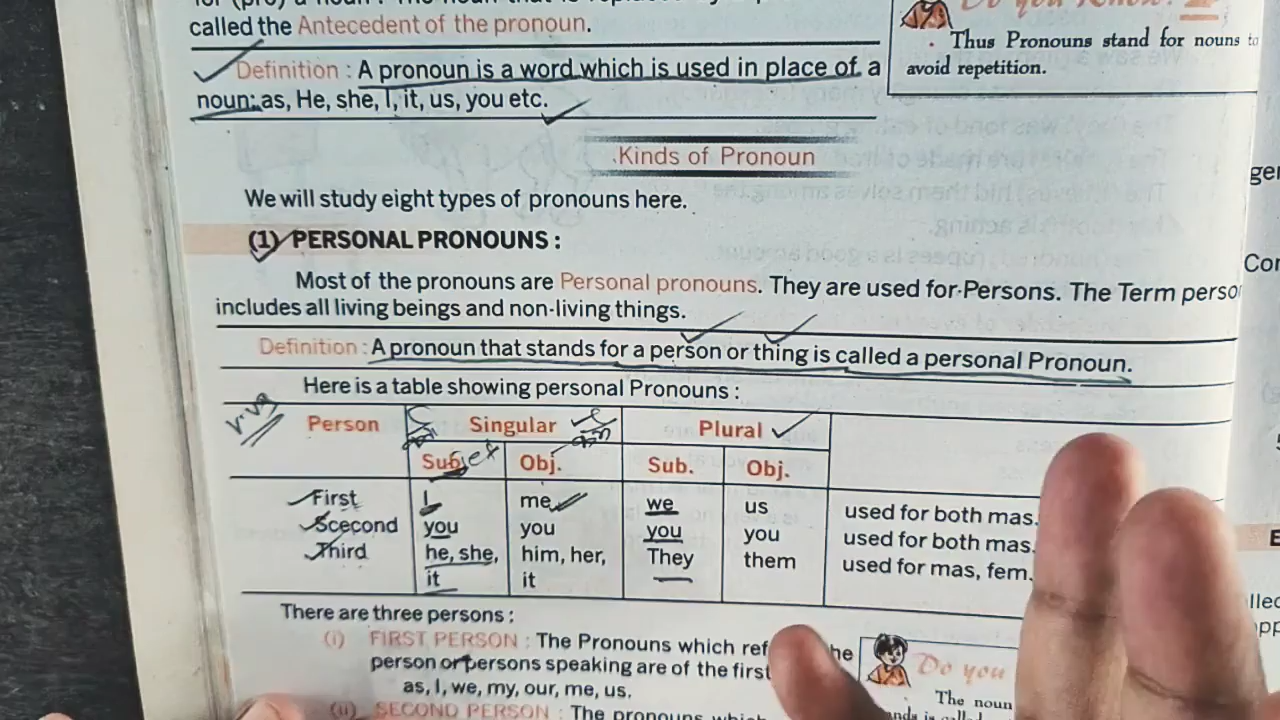 called the Antecedent of the pronoun.
Thus Pronouns stand for nouns to
avoid repetition.
Definition : A pronoun is a word which is used in place of a
noun; as, He, she, I, it, us, you etc.
Kinds of Pronoun
We will study eight types of pronouns here.
(1) PERSONAL PRONOUNS :
Most of the pronouns are Personal pronouns. They are used for Persons. The Term perso
includes all living beings and non-living things.
Definition : A pronoun that stands for a person or thing is called a personal Pronoun.
Here is a table showing personal Pronouns :
Person Singular Plural
Sub. Obj. Sub. Obj.
First I me we us used for both mas.
Scecond you you you you used for both mas.
Third he, she, him, her, They them used for mas, fem.
it it
There are three persons :
(i) FIRST PERSON : The Pronouns which ref he
person or persons speaking are of the first
as, I, we, my, our, me, us.
Do you
The noun
(ii) SECOND PERSON : The pronouns which